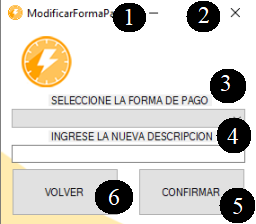 ModificarFormaPa 1 2
3
SELECCIONE LA FORMA DE PAGO
INGRESE LA NUEVA DESCRIPCION 4
VOLVER CONFIRMAR
6 5